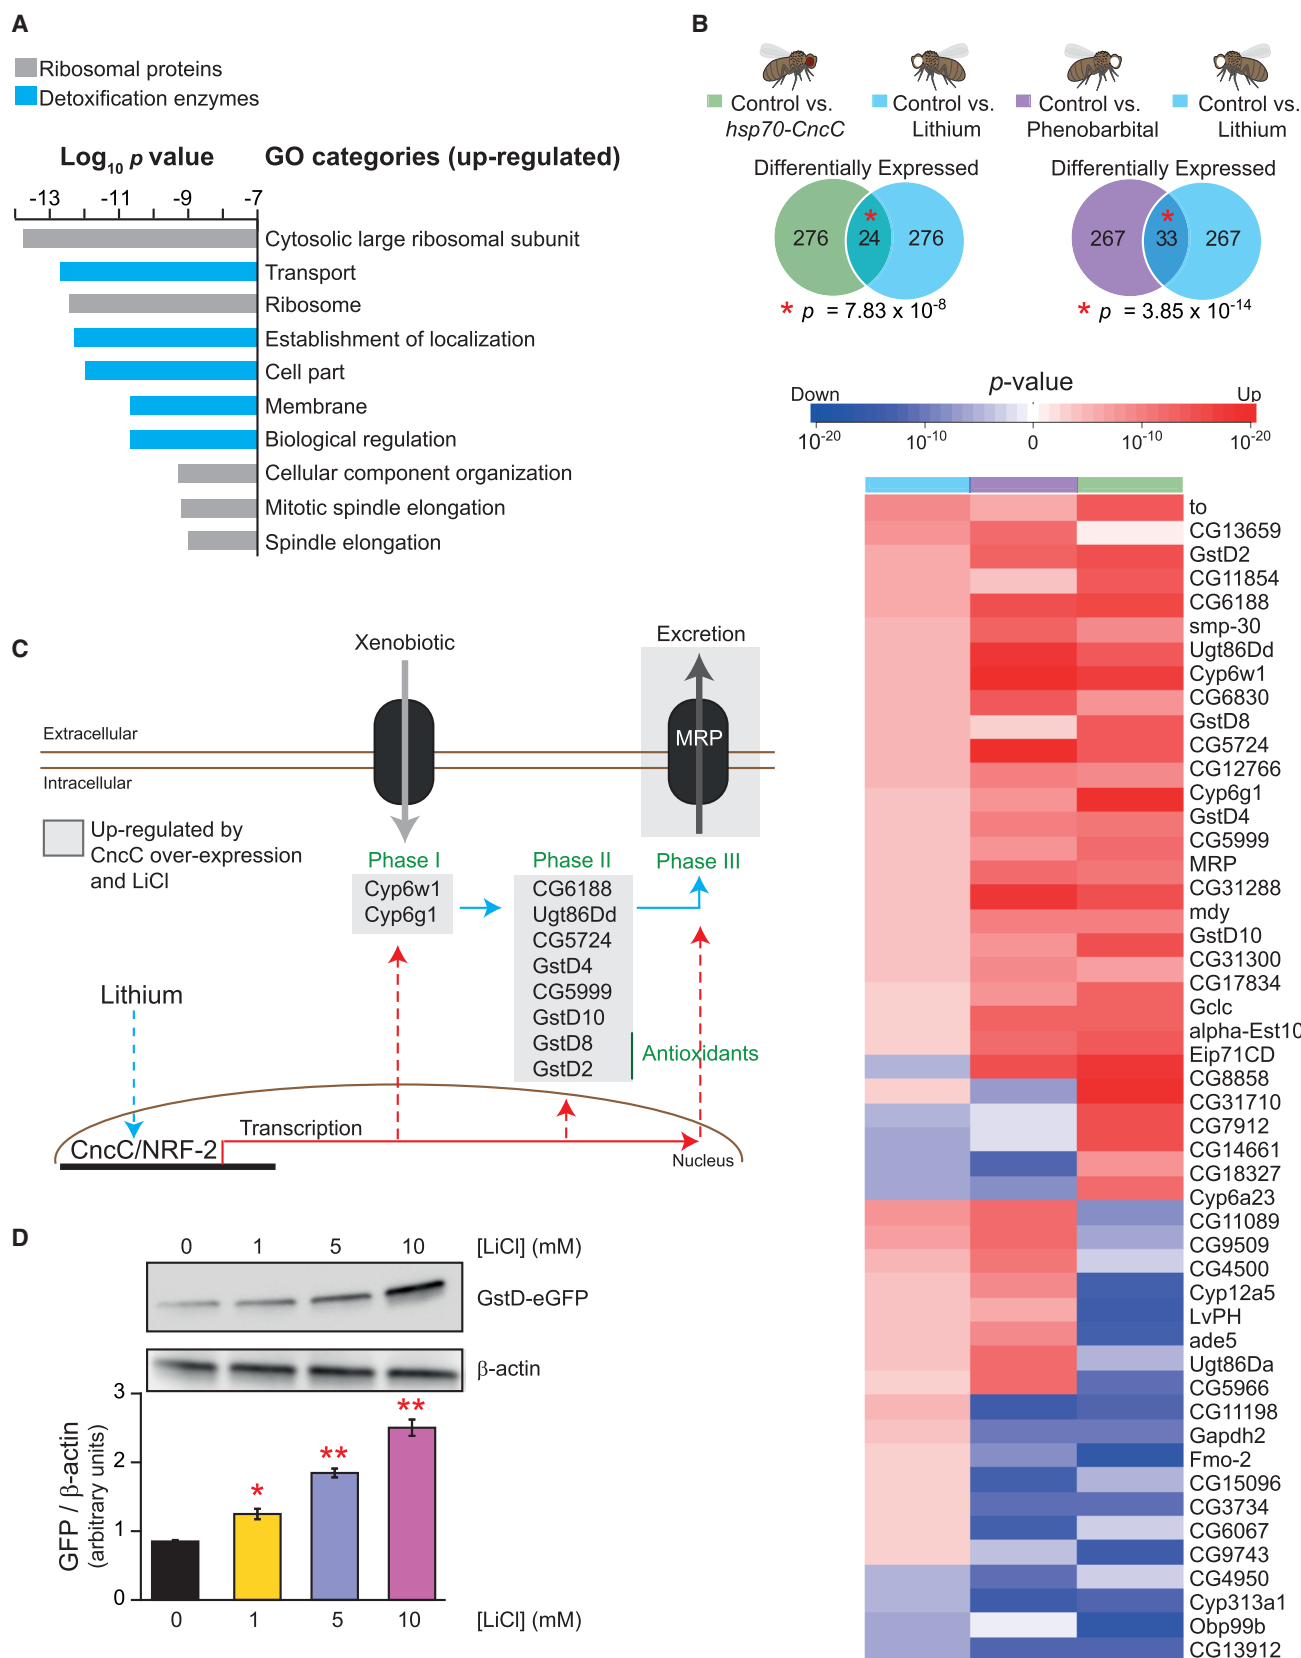 A
Ribosomal proteins
Detoxification enzymes
Log10 p value
GO categories (up-regulated)
-13 -11 -9 -7
Cytosolic large ribosomal subunit
Transport
Ribosome
Establishment of localization
Cell part
Membrane
Biological regulation
Cellular component organization
Mitotic spindle elongation
Spindle elongation
B
Control vs. hsp70-CncC
Control vs. Lithium
Control vs. Phenobarbital
Control vs. Lithium
Differentially Expressed
276 * 24 276
* p = 7.83 x 10-8
Differentially Expressed
267 * 33 267
* p = 3.85 x 10-14
p-value
Down Up
10-20 10-10 0 10-10 10-20
to
CG13659
GstD2
CG11854
CG6188
smp-30
Ugt86Dd
Cyp6w1
CG6830
GstD8
CG5724
CG12766
Cyp6g1
GstD4
CG5999
MRP
CG31288
mdy
GstD10
CG31300
CG17834
Gclc
alpha-Est10
Eip71CD
CG8858
CG31710
CG7912
CG14661
CG18327
Cyp6a23
CG11089
CG9509
CG4500
Cyp12a5
LvPH
ade5
Ugt86Da
CG5966
CG11198
Gapdh2
Fmo-2
CG15096
CG3734
CG6067
CG9743
CG4950
Cyp313a1
Obp99b
CG13912
C
Xenobiotic
Excretion
MRP
Extracellular
Intracellular
Up-regulated by
CncC over-expression
and LiCl
Phase I
Cyp6w1
Cyp6g1
Phase II
CG6188
Ugt86Dd
CG5724
GstD4
CG5999
GstD10
GstD8
GstD2
Phase III
Antioxidants
Lithium
CncC/NRF-2
Transcription
Nucleus
D
0 1 5 10 [LiCl] (mM)
GstD-eGFP
β-actin
GFP / β-actin
(arbitrary units)
3
2
1
0
*
**
**
0 1 5 10 [LiCl] (mM)